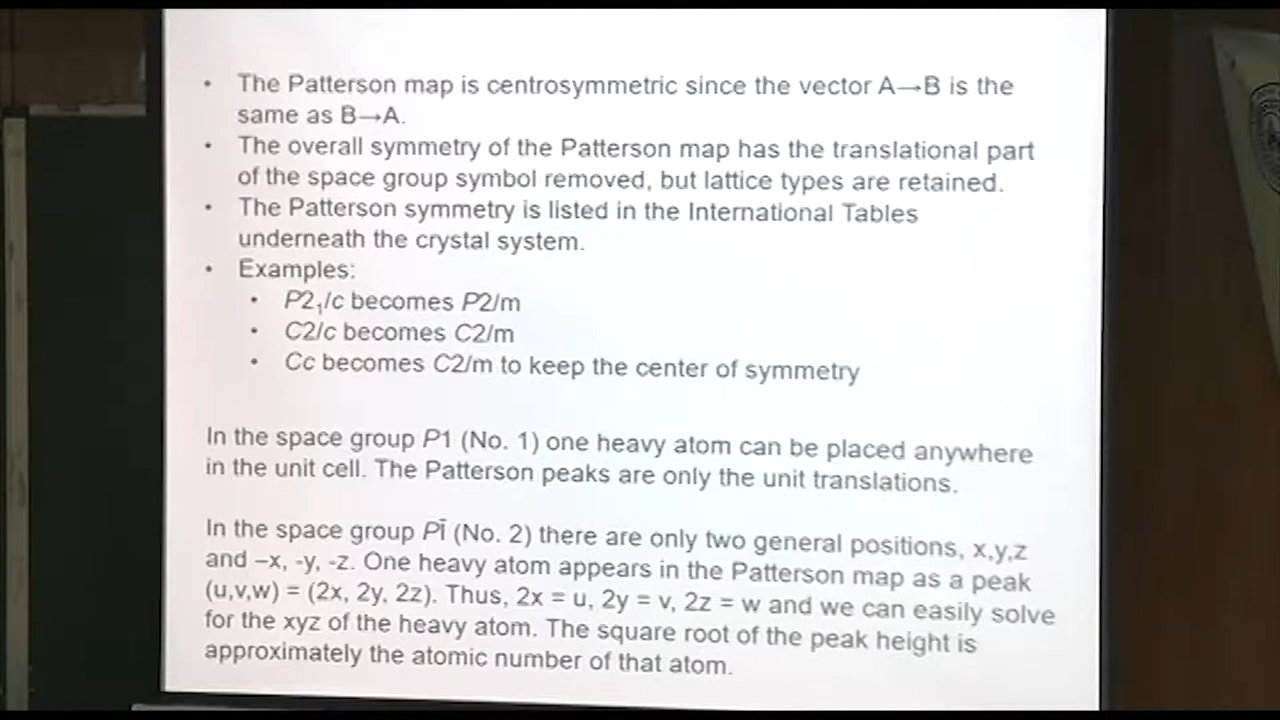 • The Patterson map is centrosymmetric since the vector A→B is the
same as B→A.
• The overall symmetry of the Patterson map has the translational part
of the space group symbol removed, but lattice types are retained.
• The Patterson symmetry is listed in the International Tables
underneath the crystal system.
• Examples:
• P2₁/c becomes P2/m
• C2/c becomes C2/m
• Cc becomes C2/m to keep the center of symmetry
In the space group P1 (No. 1) one heavy atom can be placed anywhere
in the unit cell. The Patterson peaks are only the unit translations.
In the space group Pī (No. 2) there are only two general positions, x,y,z
and –x, -y, -z. One heavy atom appears in the Patterson map as a peak
(u,v,w) = (2x, 2y, 2z). Thus, 2x = u, 2y = v, 2z = w and we can easily solve
for the xyz of the heavy atom. The square root of the peak height is
approximately the atomic number of that atom.